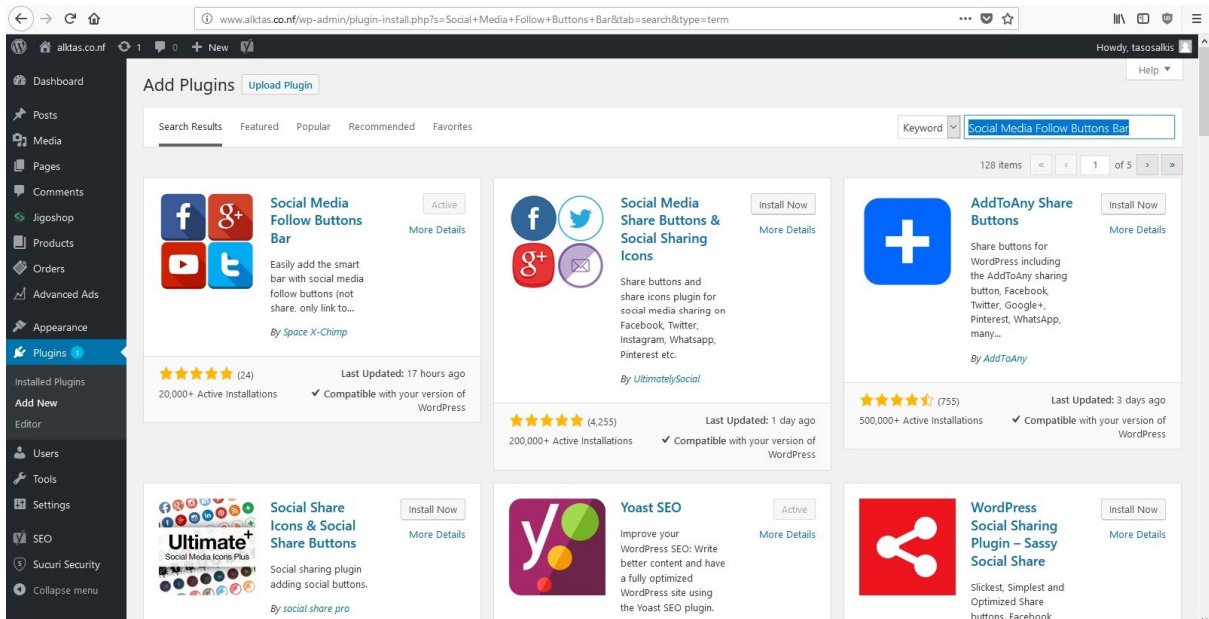 www.alktas.co.nf/wp-admin/plugin-install.php?s=Social+Media+Follow+Buttons+Bar&tab=search&type=term
alktas.co.nf 1 0 + New Howdy, tasosalkis
Help
Dashboard
Posts
Media
Pages
Comments
Jigoshop
Products
Orders
Advanced Ads
Appearance
Plugins 1
Installed Plugins
Add New
Editor
Users
Tools
Settings
SEO
Sucuri Security
Collapse menu
Add Plugins Upload Plugin
Search Results Featured Popular Recommended Favorites Keyword Social Media Follow Buttons Bar
128 items « ‹ 1 of 5 › »
Social Media
Follow Buttons
Bar
Active
More Details
Easily add the smart
bar with social media
follow buttons (not
share, only link to...
By Space X-Chimp
(24)
Last Updated: 17 hours ago
20,000+ Active Installations
✓ Compatible with your version of
WordPress
Social Media
Share Buttons &
Social Sharing
Icons
Install Now
More Details
Share buttons and
share icons plugin for
social media sharing on
Facebook, Twitter,
Instagram, Whatsapp,
Pinterest etc.
By UltimatelySocial
(4,255)
Last Updated: 1 day ago
200,000+ Active Installations
✓ Compatible with your version of
WordPress
AddToAny Share
Buttons
Install Now
More Details
Share buttons for
WordPress including
the AddToAny sharing
button, Facebook,
Twitter, Google+,
Pinterest, WhatsApp,
many...
By AddToAny
(755)
Last Updated: 3 days ago
500,000+ Active Installations
✓ Compatible with your version of
WordPress
Ultimate+
Social Media Icons Plus
Social Share
Icons & Social
Share Buttons
Install Now
More Details
Social sharing plugin
adding social buttons.
By social share pro
Yoast SEO
Active
More Details
Improve your
WordPress SEO: Write
better content and have
a fully optimized
WordPress site using
the Yoast SEO plugin.
WordPress
Social Sharing
Plugin – Sassy
Social Share
Install Now
More Details
Slickest, Simplest and
Optimized Share
buttons. Facebook,